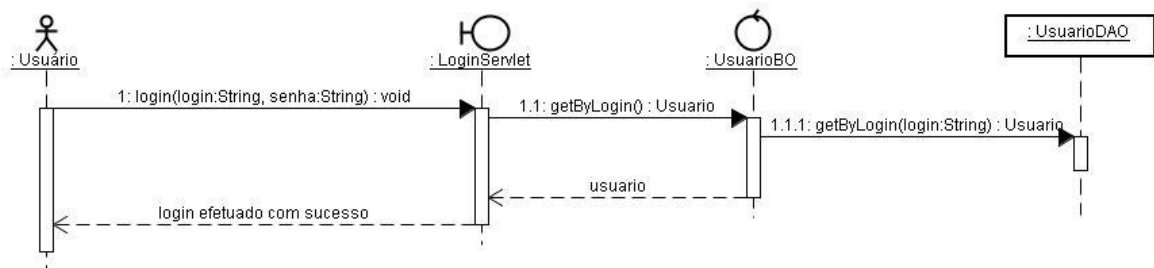 : Usuário
: LoginServlet
: UsuarioBO
: UsuarioDAO
1: login(login:String, senha:String) : void
1.1: getByLogin() : Usuario
1.1.1: getByLogin(login:String) : Usuario
usuario
login efetuado com sucesso